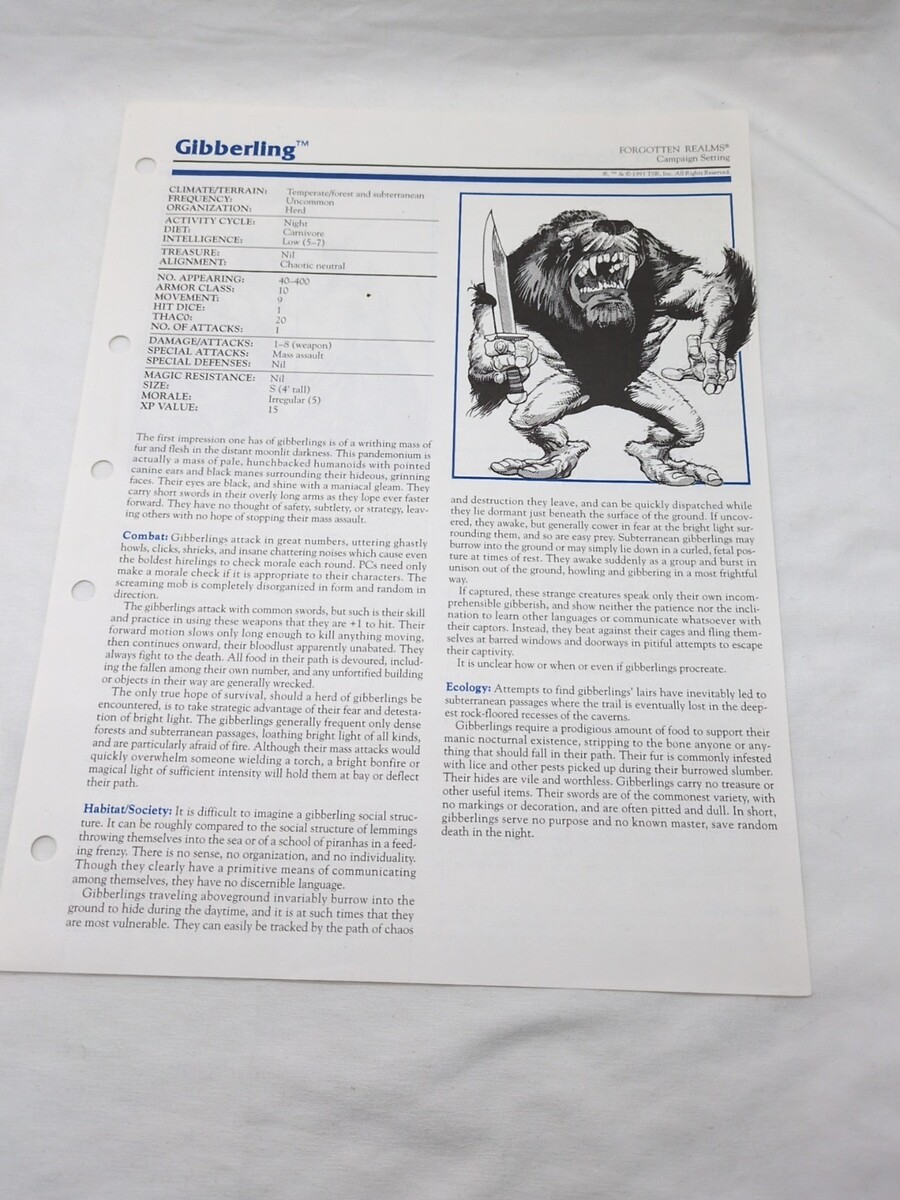 Gibberling™
FORGOTTEN REALMS®
Campaign Setting
®, ™ & © 1991 TSR, Inc. All Rights Reserved.
CLIMATE/TERRAIN: Temperate/forest and subterranean
FREQUENCY: Uncommon
ORGANIZATION: Herd
ACTIVITY CYCLE: Night
DIET: Carnivore
INTELLIGENCE: Low (5–7)
TREASURE: Nil
ALIGNMENT: Chaotic neutral
NO. APPEARING: 40–400
ARMOR CLASS: 10
MOVEMENT: 9
HIT DICE: 1
THAC0: 20
NO. OF ATTACKS: 1
DAMAGE/ATTACKS: 1–8 (weapon)
SPECIAL ATTACKS: Mass assault
SPECIAL DEFENSES: Nil
MAGIC RESISTANCE: Nil
SIZE: S (4' tall)
MORALE: Irregular (5)
XP VALUE: 15
The first impression one has of gibberlings is of a writhing mass of
fur and flesh in the distant moonlit darkness. This pandemonium is
actually a mass of pale, hunchbacked humanoids with pointed
canine ears and black manes surrounding their hideous, grinning
faces. Their eyes are black, and shine with a maniacal gleam. They
carry short swords in their overly long arms as they lope ever faster
forward. They have no thought of safety, subtlety, or strategy, leav-
ing others with no hope of stopping their mass assault.
Combat: Gibberlings attack in great numbers, uttering ghastly
howls, clicks, shrieks, and insane chattering noises which cause even
the boldest hirelings to check morale each round. PCs need only
make a morale check if it is appropriate to their characters. The
screaming mob is completely disorganized in form and random in
direction.
The gibberlings attack with common swords, but such is their skill
and practice in using these weapons that they are +1 to hit. Their
forward motion slows only long enough to kill anything moving,
then continues onward, their bloodlust apparently unabated. They
always fight to the death. All food in their path is devoured, includ-
ing the fallen among their own number, and any unfortified building
or objects in their way are generally wrecked.
The only true hope of survival, should a herd of gibberlings be
encountered, is to take strategic advantage of their fear and detesta-
tion of bright light. The gibberlings generally frequent only dense
forests and subterranean passages, loathing bright light of all kinds,
and are particularly afraid of fire. Although their mass attacks would
quickly overwhelm someone wielding a torch, a bright bonfire or
magical light of sufficient intensity will hold them at bay or deflect
their path.
Habitat/Society: It is difficult to imagine a gibberling social struc-
ture. It can be roughly compared to the social structure of lemmings
throwing themselves into the sea or of a school of piranhas in a feed-
ing frenzy. There is no sense, no organization, and no individuality.
Though they clearly have a primitive means of communicating
among themselves, they have no discernible language.
Gibberlings traveling aboveground invariably burrow into the
ground to hide during the daytime, and it is at such times that they
are most vulnerable. They can easily be tracked by the path of chaos
and destruction they leave, and can be quickly dispatched while
they lie dormant just beneath the surface of the ground. If uncov-
ered, they awake, but generally cower in fear at the bright light sur-
rounding them, and so are easy prey. Subterranean gibberlings may
burrow into the ground or may simply lie down in a curled, fetal pos-
ture at times of rest. They awake suddenly as a group and burst in
unison out of the ground, howling and gibbering in a most frightful
way.
If captured, these strange creatures speak only their own incom-
prehensible gibberish, and show neither the patience nor the incli-
nation to learn other languages or communicate whatsoever with
their captors. Instead, they beat against their cages and fling them-
selves at barred windows and doorways in pitiful attempts to escape
their captivity.
It is unclear how or when or even if gibberlings procreate.
Ecology: Attempts to find gibberlings' lairs have inevitably led to
subterranean passages where the trail is eventually lost in the deep-
est rock-floored recesses of the caverns.
Gibberlings require a prodigious amount of food to support their
manic nocturnal existence, stripping to the bone anyone or any-
thing that should fall in their path. Their fur is commonly infested
with lice and other pests picked up during their burrowed slumber.
Their hides are vile and worthless. Gibberlings carry no treasure or
other useful items. Their swords are of the commonest variety, with
no markings or decoration, and are often pitted and dull. In short,
gibberlings serve no purpose and no known master, save random
death in the night.